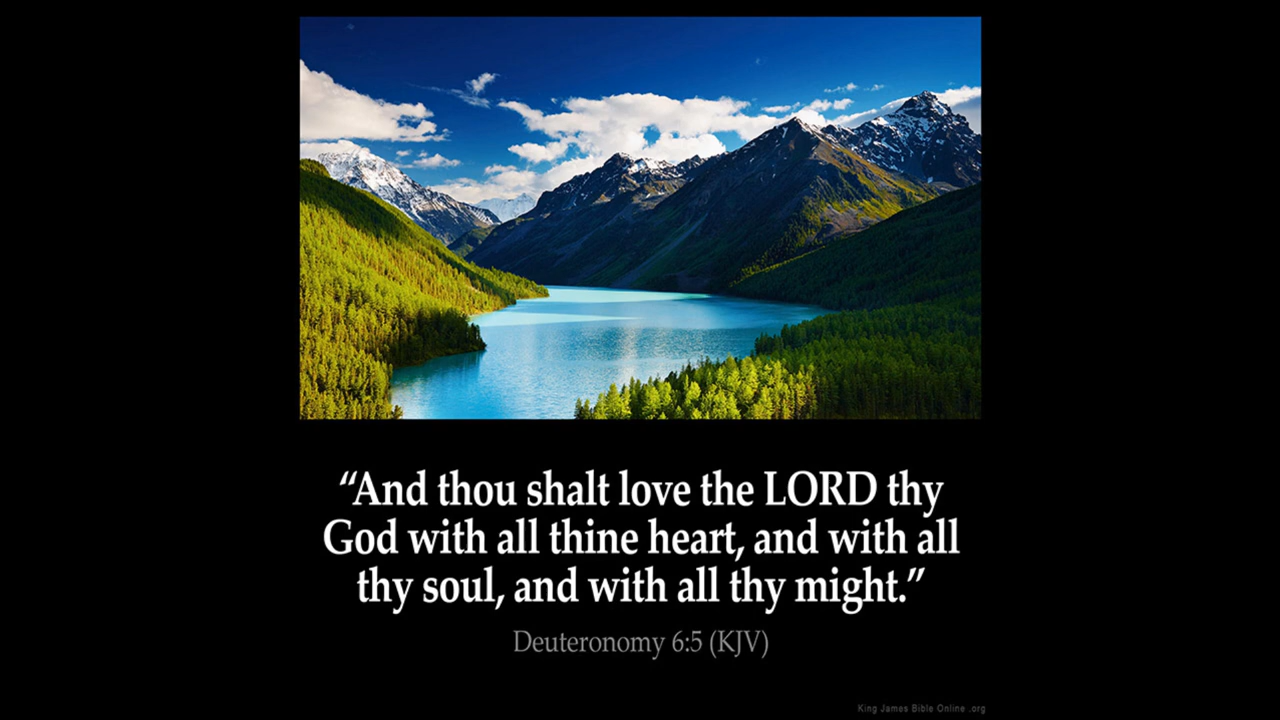 “And thou shalt love the LORD thy
God with all thine heart, and with all
thy soul, and with all thy might.”
Deuteronomy 6:5 (KJV)
King James Bible Online .org